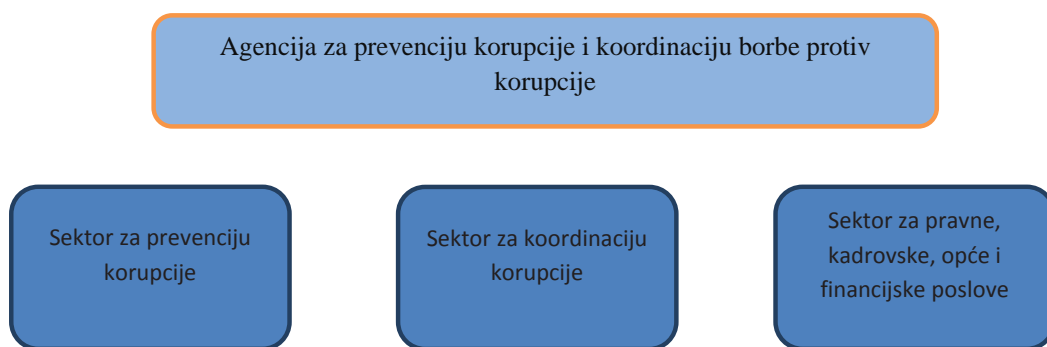 Agencija za prevenciju korupcije i koordinaciju borbe protiv
korupcije
Sektor za prevenciju
korupcije
Sektor za koordinaciju
korupcije
Sektor za pravne,
kadrovske, opće i
financijske poslove